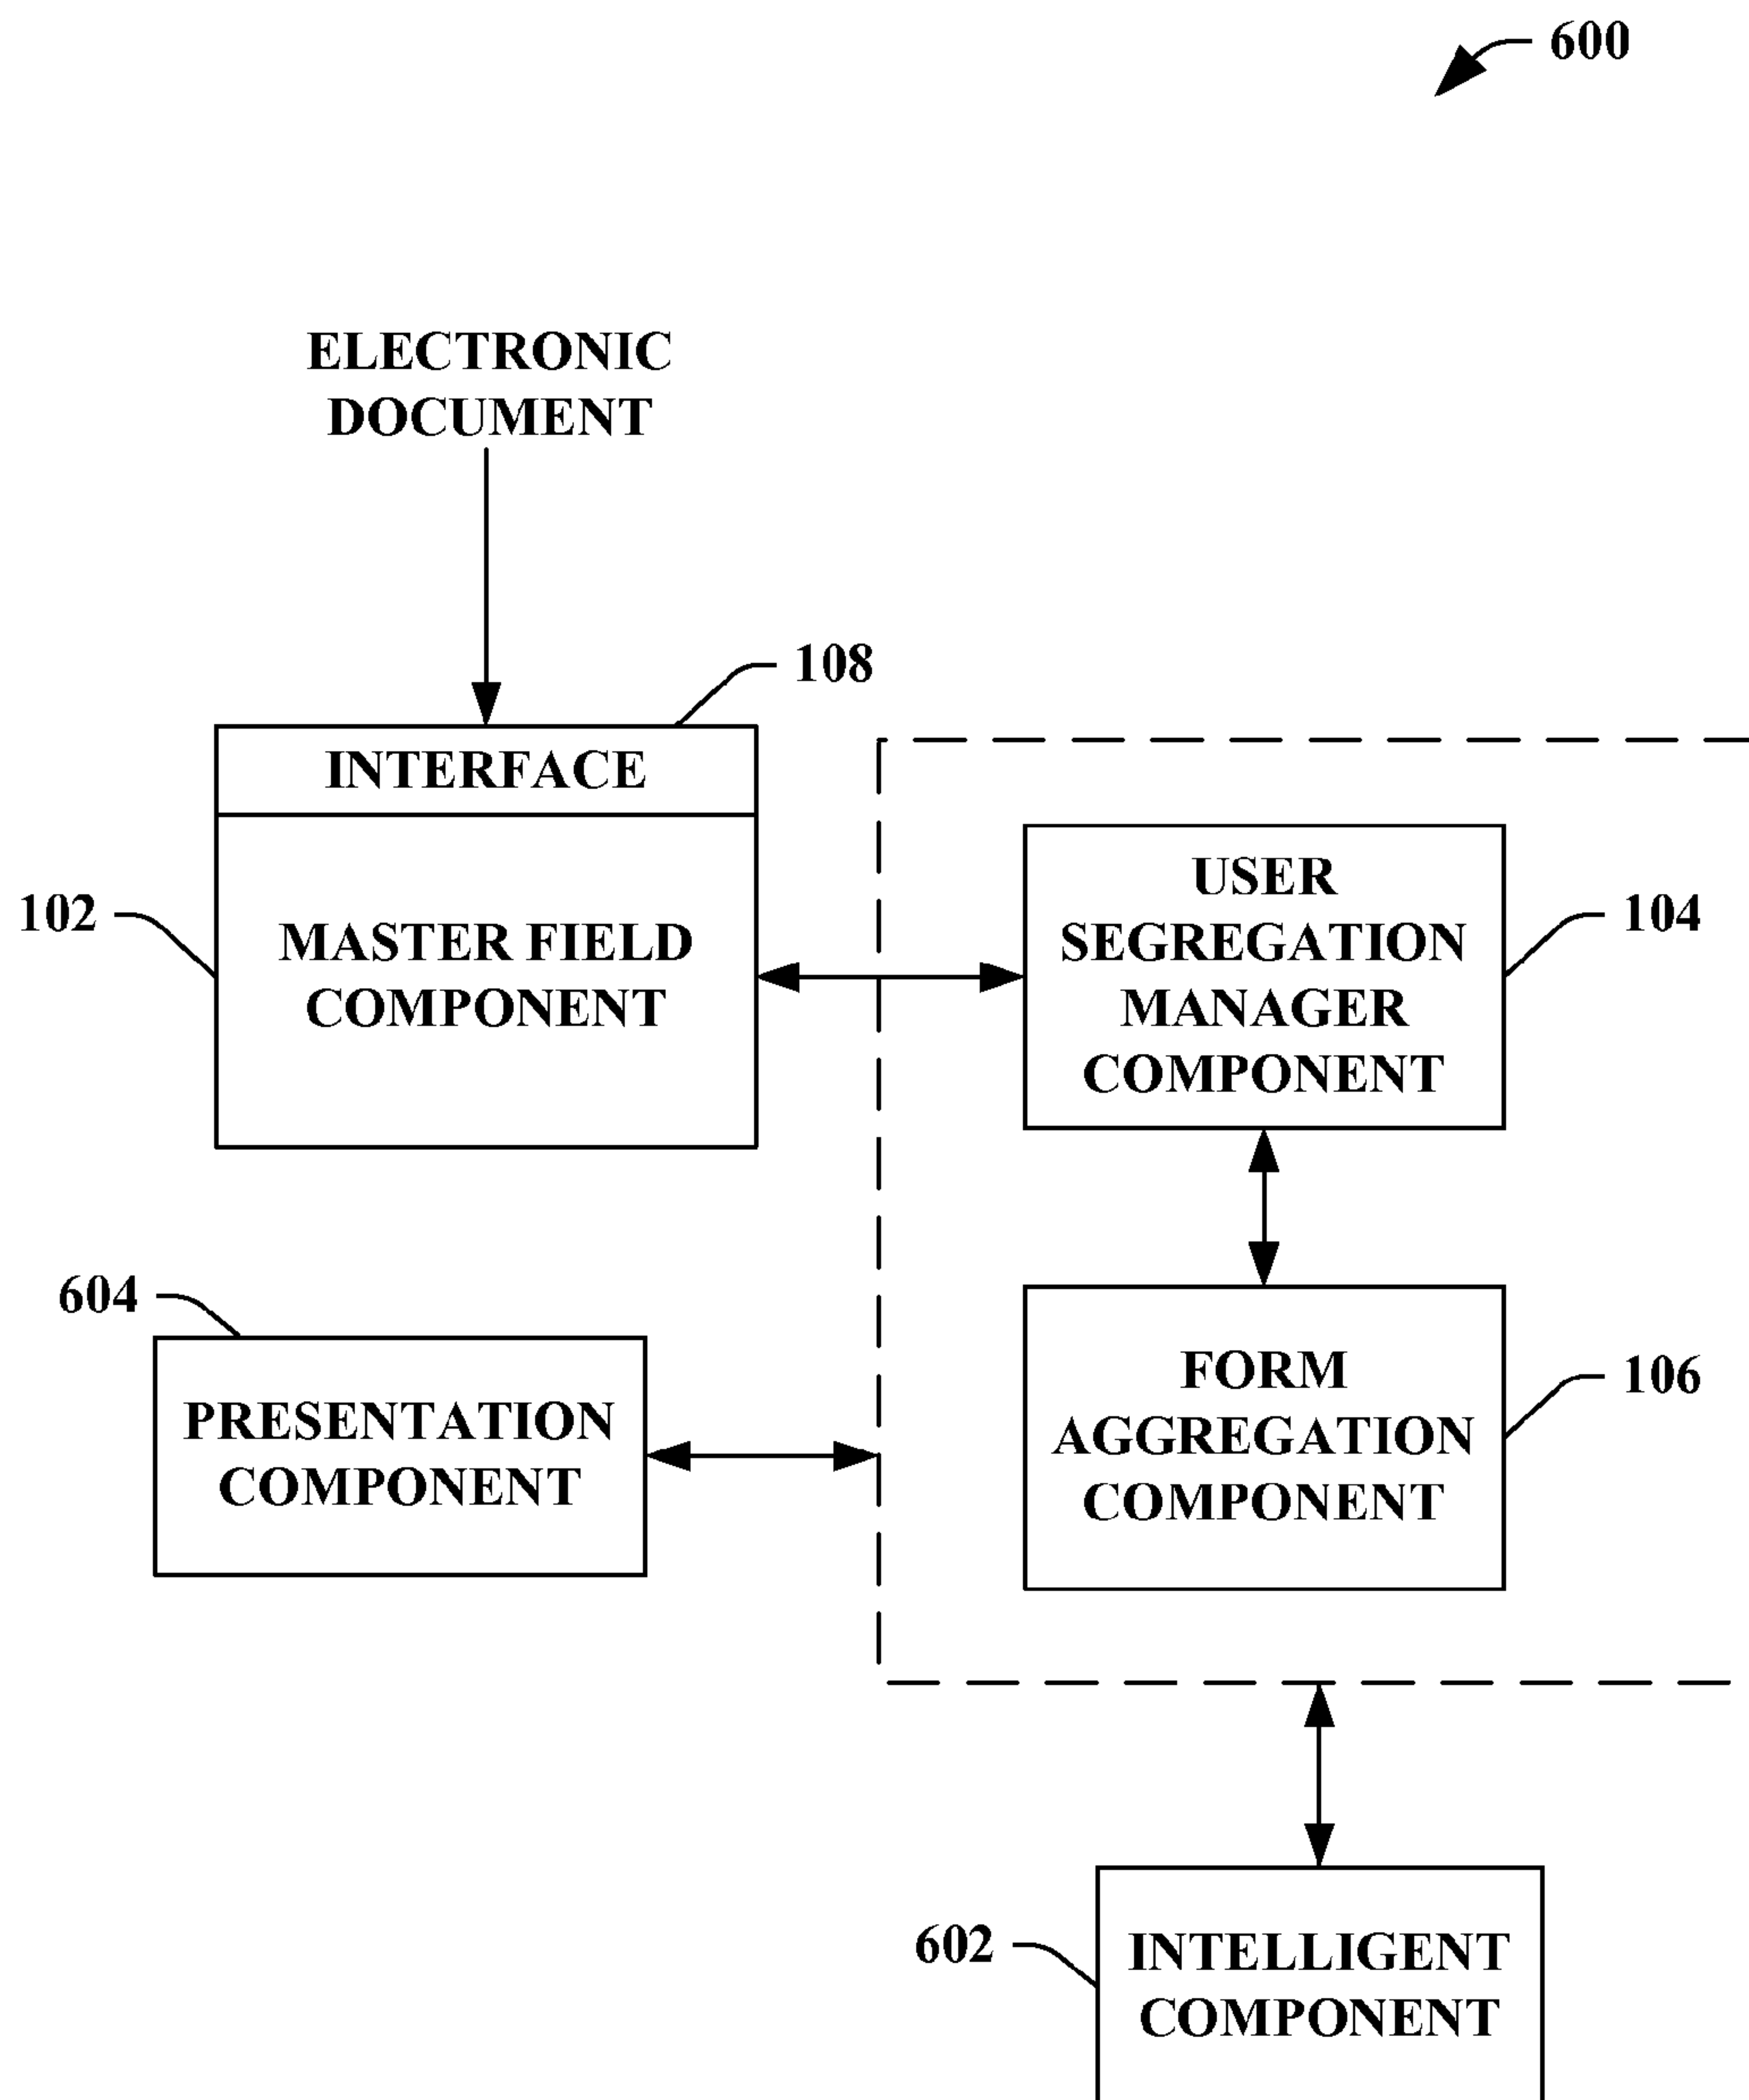 600
ELECTRONIC
DOCUMENT
108
INTERFACE
102
MASTER FIELD
COMPONENT
USER
SEGREGATION
MANAGER
COMPONENT
104
604
PRESENTATION
COMPONENT
FORM
AGGREGATION
COMPONENT
106
602
INTELLIGENT
COMPONENT